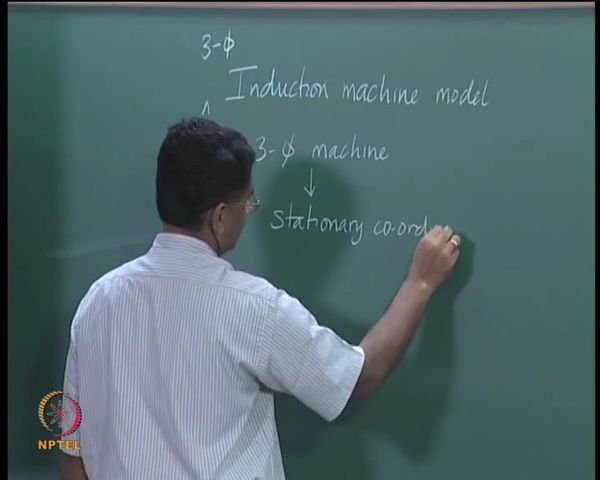 3-φ
Induction machine model
3-φ machine
↓
Stationary co-ord
NPTEL